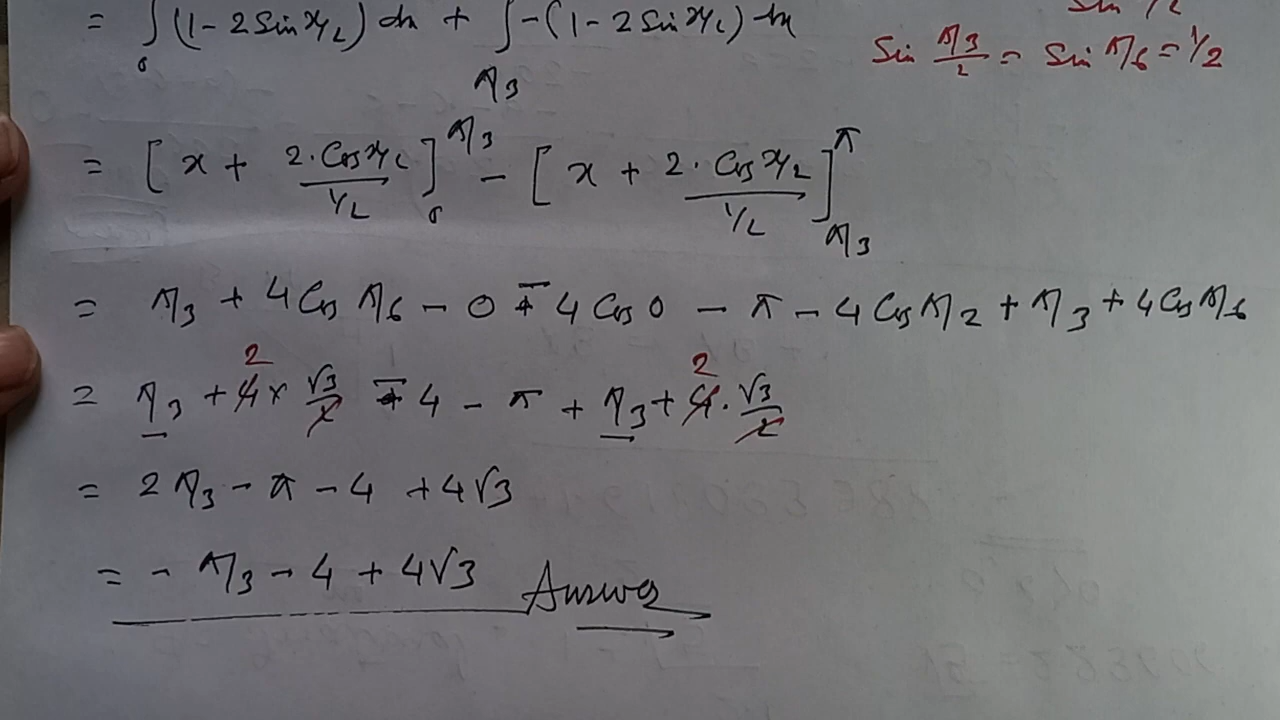 = ∫₀ (1 - 2 Sin x/2) dx + ∫_{π/3} -(1 - 2 Sin x/2) dx
Sin (π/3)/2 = Sin π/6 = 1/2
= [x + 2·Cos x/2 / 1/2]₀^{π/3} - [x + 2·Cos x/2 / 1/2]_{π/3}^{π}
= π/3 + 4 Cos π/6 - 0 - 4 Cos 0 - π - 4 Cos π/2 + π/3 + 4 Cos π/6
= π/3 + 4 × √3/2 - 4 - π + π/3 + 4 · √3/2
= 2π/3 - π - 4 + 4√3
= - π/3 - 4 + 4√3 Answer